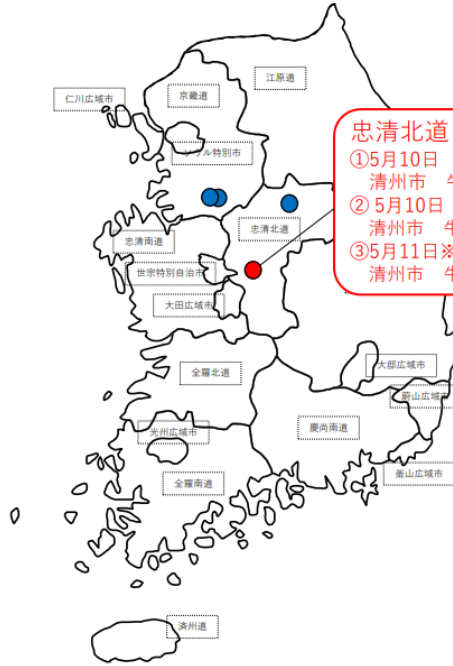 江原道
京畿道
仁川広域市
ソウル特別市
忠清北道
①5月10日
清州市 牛
② 5月10日
清州市 牛
③5月11日※
清州市 牛
忠清北道
忠清南道
世宗特別自治市
大田広域市
大邱広域市
全羅北道
蔚山広域市
慶尚南道
光州広域市
釜山広域市
全羅南道
済州道